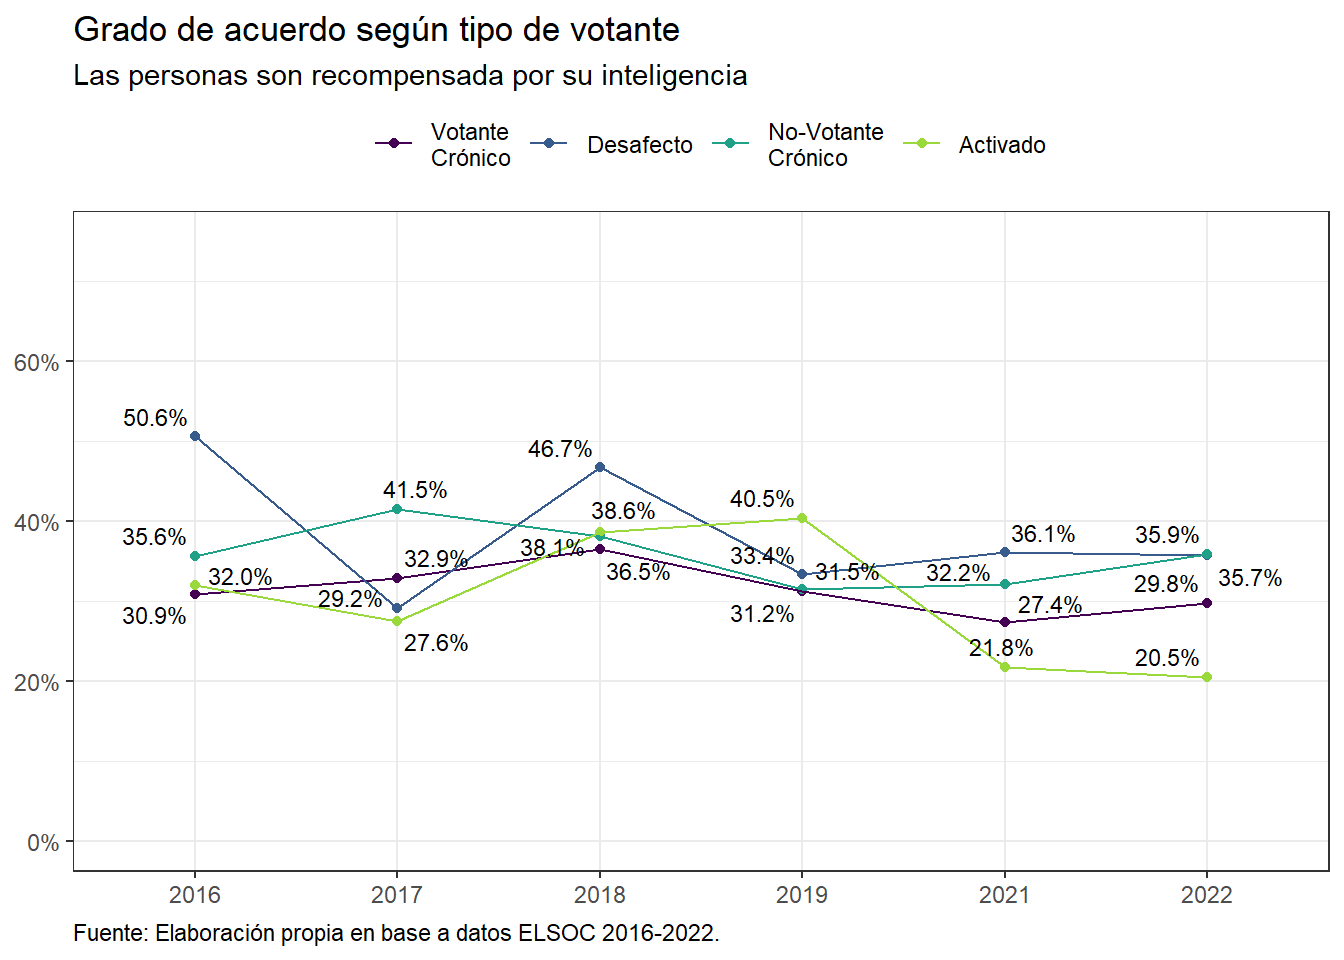 Grado de acuerdo según tipo de votante
Las personas son recompensada por su inteligencia
Votante
Crónico
Desafecto
No-Votante
Crónico
Activado
60%
40%
20%
0%
50.6%
35.6%
32.0%
30.9%
41.5%
32.9%
29.2%
27.6%
46.7%
38.6%
38.1%
36.5%
40.5%
33.4%
31.5%
31.2%
36.1%
32.2%
27.4%
21.8%
35.9%
35.7%
29.8%
20.5%
2016 2017 2018 2019 2021 2022
Fuente: Elaboración propia en base a datos ELSOC 2016-2022.